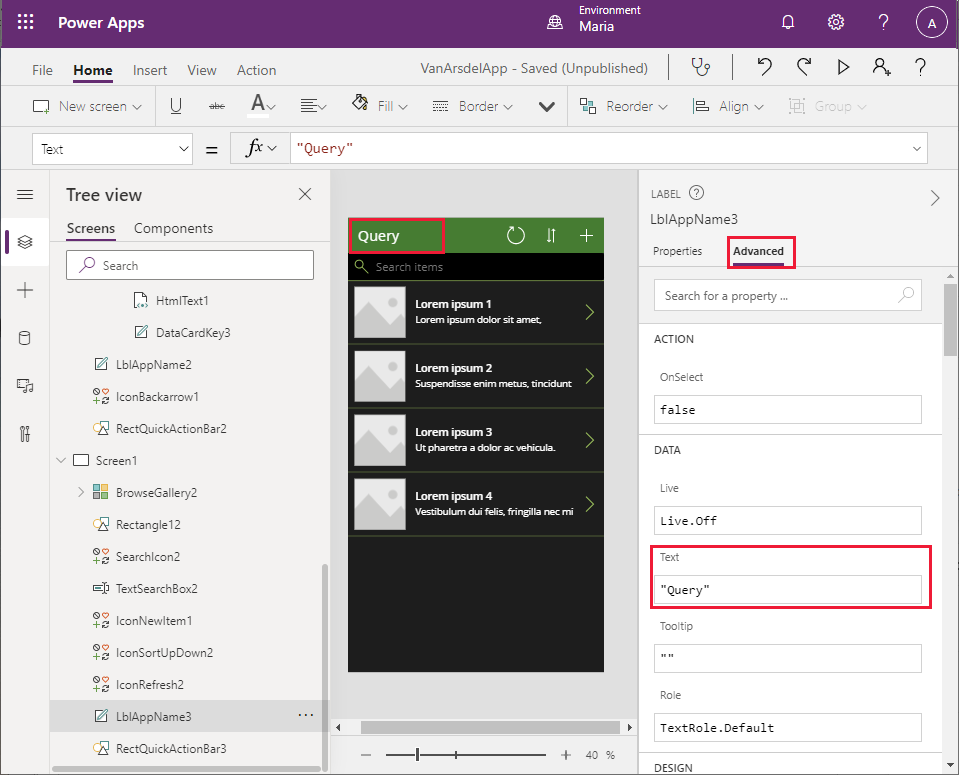 Power Apps
Environment
Maria
A
File Home Insert View Action
VanArsdelApp - Saved (Unpublished)
New screen
U
abc
A
Fill
Border
Reorder
Align
Group
Text
=
fx
"Query"
Tree view
Screens Components
Search
HtmlText1
DataCardKey3
LblAppName2
IconBackarrow1
RectQuickActionBar2
Screen1
BrowseGallery2
Rectangle12
SearchIcon2
TextSearchBox2
IconNewItem1
IconSortUpDown2
IconRefresh2
LblAppName3
RectQuickActionBar3
Query
Search items
Lorem ipsum 1
Lorem ipsum dolor sit amet,
Lorem ipsum 2
Suspendisse enim metus, tincidunt
Lorem ipsum 3
Ut pharetra a dolor ac vehicula.
Lorem ipsum 4
Vestibulum dui felis, fringilla nec mi
40 %
LABEL
LblAppName3
Properties Advanced
Search for a property ...
ACTION
OnSelect
false
DATA
Live
Live.Off
Text
"Query"
Tooltip
""
Role
TextRole.Default
DESIGN